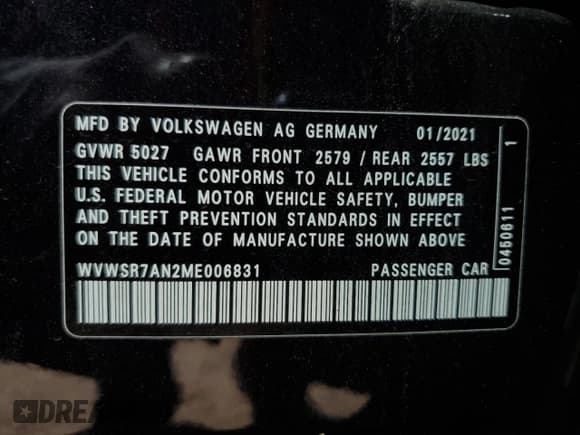 MFD BY VOLKSWAGEN AG GERMANY 01/2021
GVWR 5027 GAWR FRONT 2579 / REAR 2557 LBS
THIS VEHICLE CONFORMS TO ALL APPLICABLE
U.S. FEDERAL MOTOR VEHICLE SAFETY, BUMPER
AND THEFT PREVENTION STANDARDS IN EFFECT
ON THE DATE OF MANUFACTURE SHOWN ABOVE
WVWSR7AN2ME006831 PASSENGER CAR
0450611 1